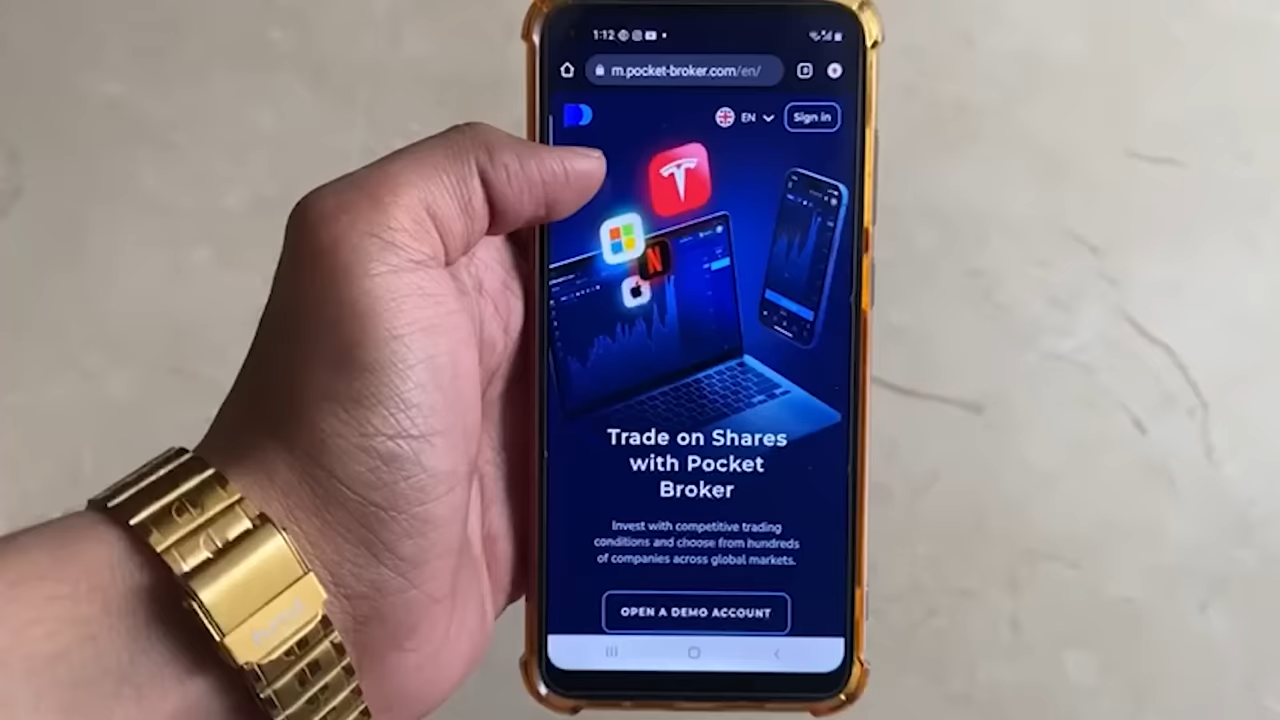 1:12
m.pocket-broker.com/en/
EN
Sign in
N
Trade on Shares
with Pocket
Broker
Invest with competitive trading
conditions and choose from hundreds
of companies across global markets.
OPEN A DEMO ACCOUNT